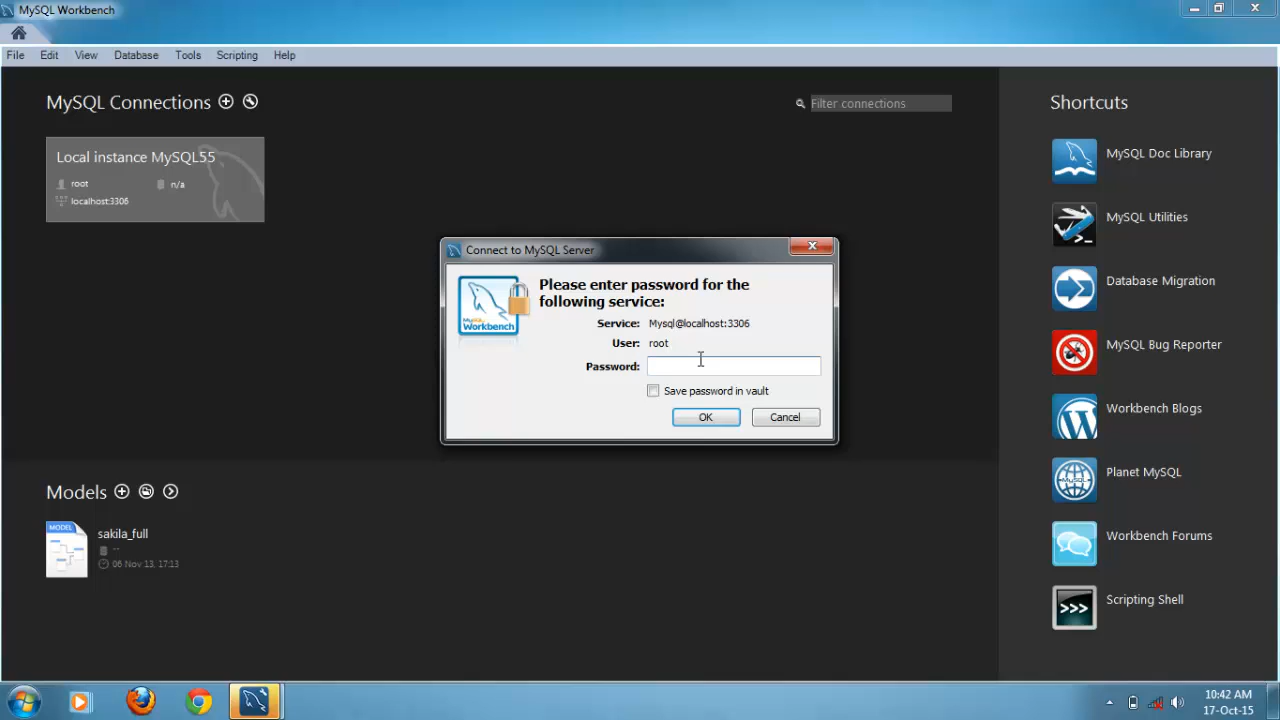 MySQL Workbench
File Edit View Database Tools Scripting Help
MySQL Connections
Filter connections
Local instance MySQL55
root n/a
localhost:3306
Connect to MySQL Server
MySQL
Workbench
Please enter password for the
following service:
Service: Mysql@localhost:3306
User: root
Password:
Save password in vault
OK Cancel
Models
MODEL
sakila_full
--
06 Nov 13, 17:13
Shortcuts
MySQL Doc Library
>_
MySQL Utilities
Database Migration
MySQL Bug Reporter
Workbench Blogs
MySQL
Planet MySQL
Workbench Forums
>>>
Scripting Shell
10:42 AM
17-Oct-15